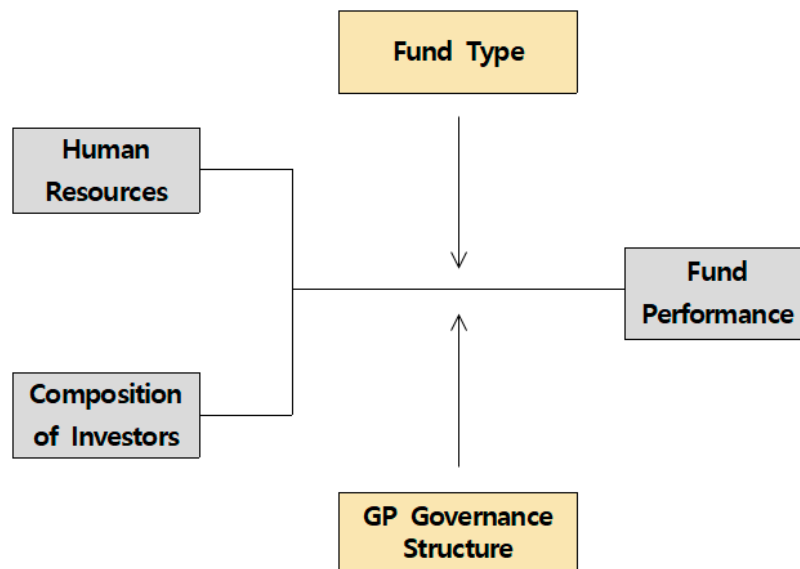 Fund Type
Human
Resources
Fund
Performance
Composition
of Investors
GP Governance
Structure